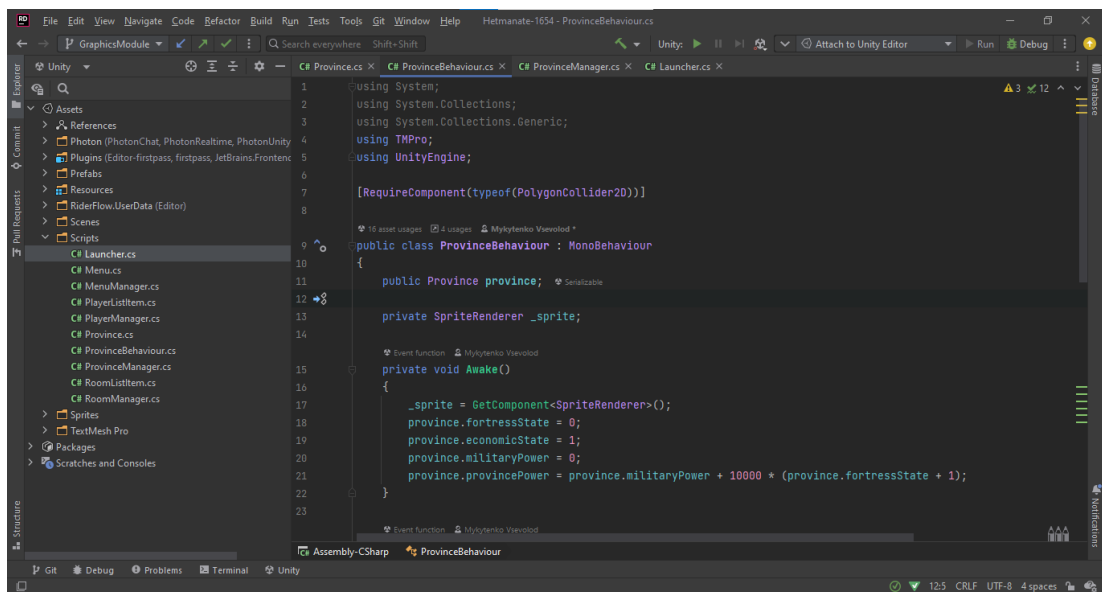 RD File Edit View Navigate Code Refactor Build Run Tests Tools Git Window Help Hetmanate-1654 - ProvinceBehaviour.cs
GraphicsModule Search everywhere Shift+Shift Unity: Attach to Unity Editor Run Debug
Unity C# Province.cs C# ProvinceBehaviour.cs C# ProvinceManager.cs C# Launcher.cs
Explorer
Commit
Pull Requests
Structure
Assets
References
Photon (PhotonChat, PhotonRealtime, PhotonUnity
Plugins (Editor-firstpass, firstpass, JetBrains.Frontenc
Prefabs
Resources
RiderFlow.UserData (Editor)
Scenes
Scripts
C# Launcher.cs
C# Menu.cs
C# MenuManager.cs
C# PlayerListItem.cs
C# PlayerManager.cs
C# Province.cs
C# ProvinceBehaviour.cs
C# ProvinceManager.cs
C# RoomListItem.cs
C# RoomManager.cs
Sprites
TextMesh Pro
Packages
Scratches and Consoles
1 using System;
2 using System.Collections;
3 using System.Collections.Generic;
4 using TMPro;
5 using UnityEngine;
6
7 [RequireComponent(typeof(PolygonCollider2D))]
8
16 asset usages 4 usages Mykytenko Vsevolod *
9 public class ProvinceBehaviour : MonoBehaviour
10 {
11 public Province province; Serializable
12
13 private SpriteRenderer _sprite;
14
Event function Mykytenko Vsevolod
15 private void Awake()
16 {
17 _sprite = GetComponent<SpriteRenderer>();
18 province.fortressState = 0;
19 province.economicState = 1;
20 province.militaryPower = 0;
21 province.provincePower = province.militaryPower + 10000 * (province.fortressState + 1);
22 }
23
Event function Mykytenko Vsevolod
3 12
Database
Notifications
C# Assembly-CSharp ProvinceBehaviour
Git Debug Problems Terminal Unity
12:5 CRLF UTF-8 4 spaces